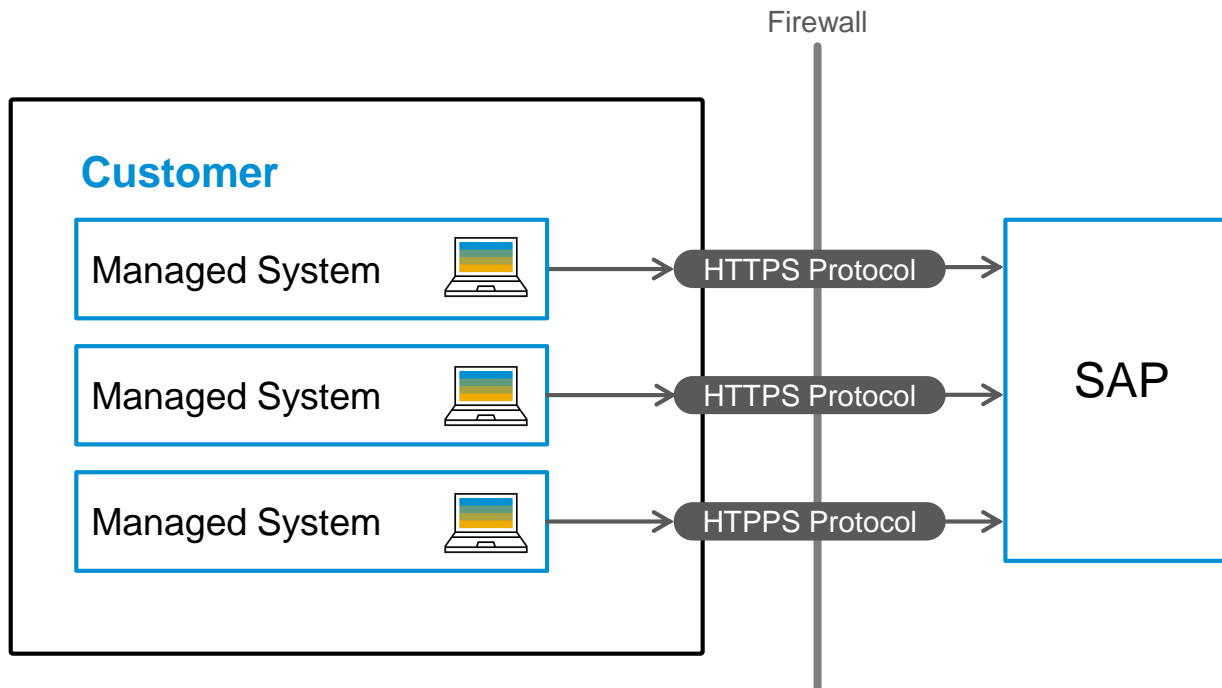 Firewall
Customer
Managed System
HTTPS Protocol
Managed System
HTTPS Protocol
SAP
Managed System
HTPPS Protocol